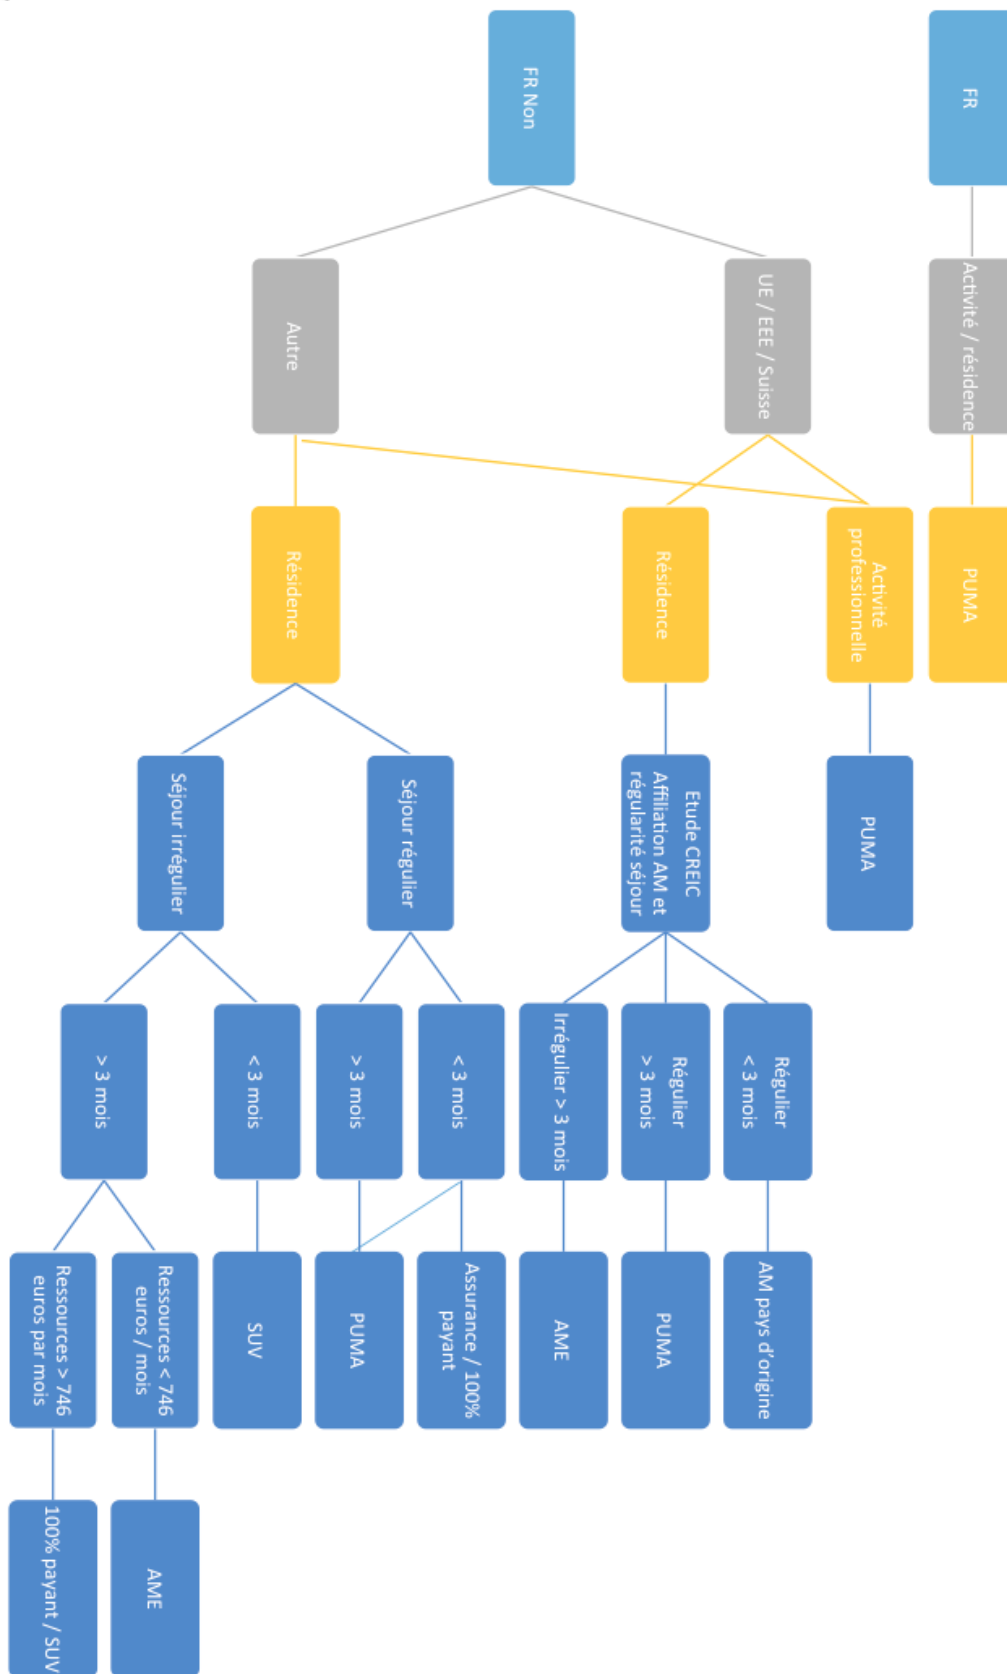 FR
Activité / résidence
PUMA
FR Non
UE / EEE / Suisse
Activité
professionnelle
PUMA
Résidence
Etude CREIC
Affiliation AM et
régularité séjour
Régulier
< 3 mois
AM pays d'origine
Régulier
> 3 mois
PUMA
Irrégulier > 3 mois
AME
Autre
Résidence
Séjour régulier
< 3 mois
Assurance / 100%
payant
> 3 mois
PUMA
Séjour irrégulier
< 3 mois
SUV
> 3 mois
Ressources < 746
euros / mois
AME
Ressources > 746
euros par mois
100% payant / SUV